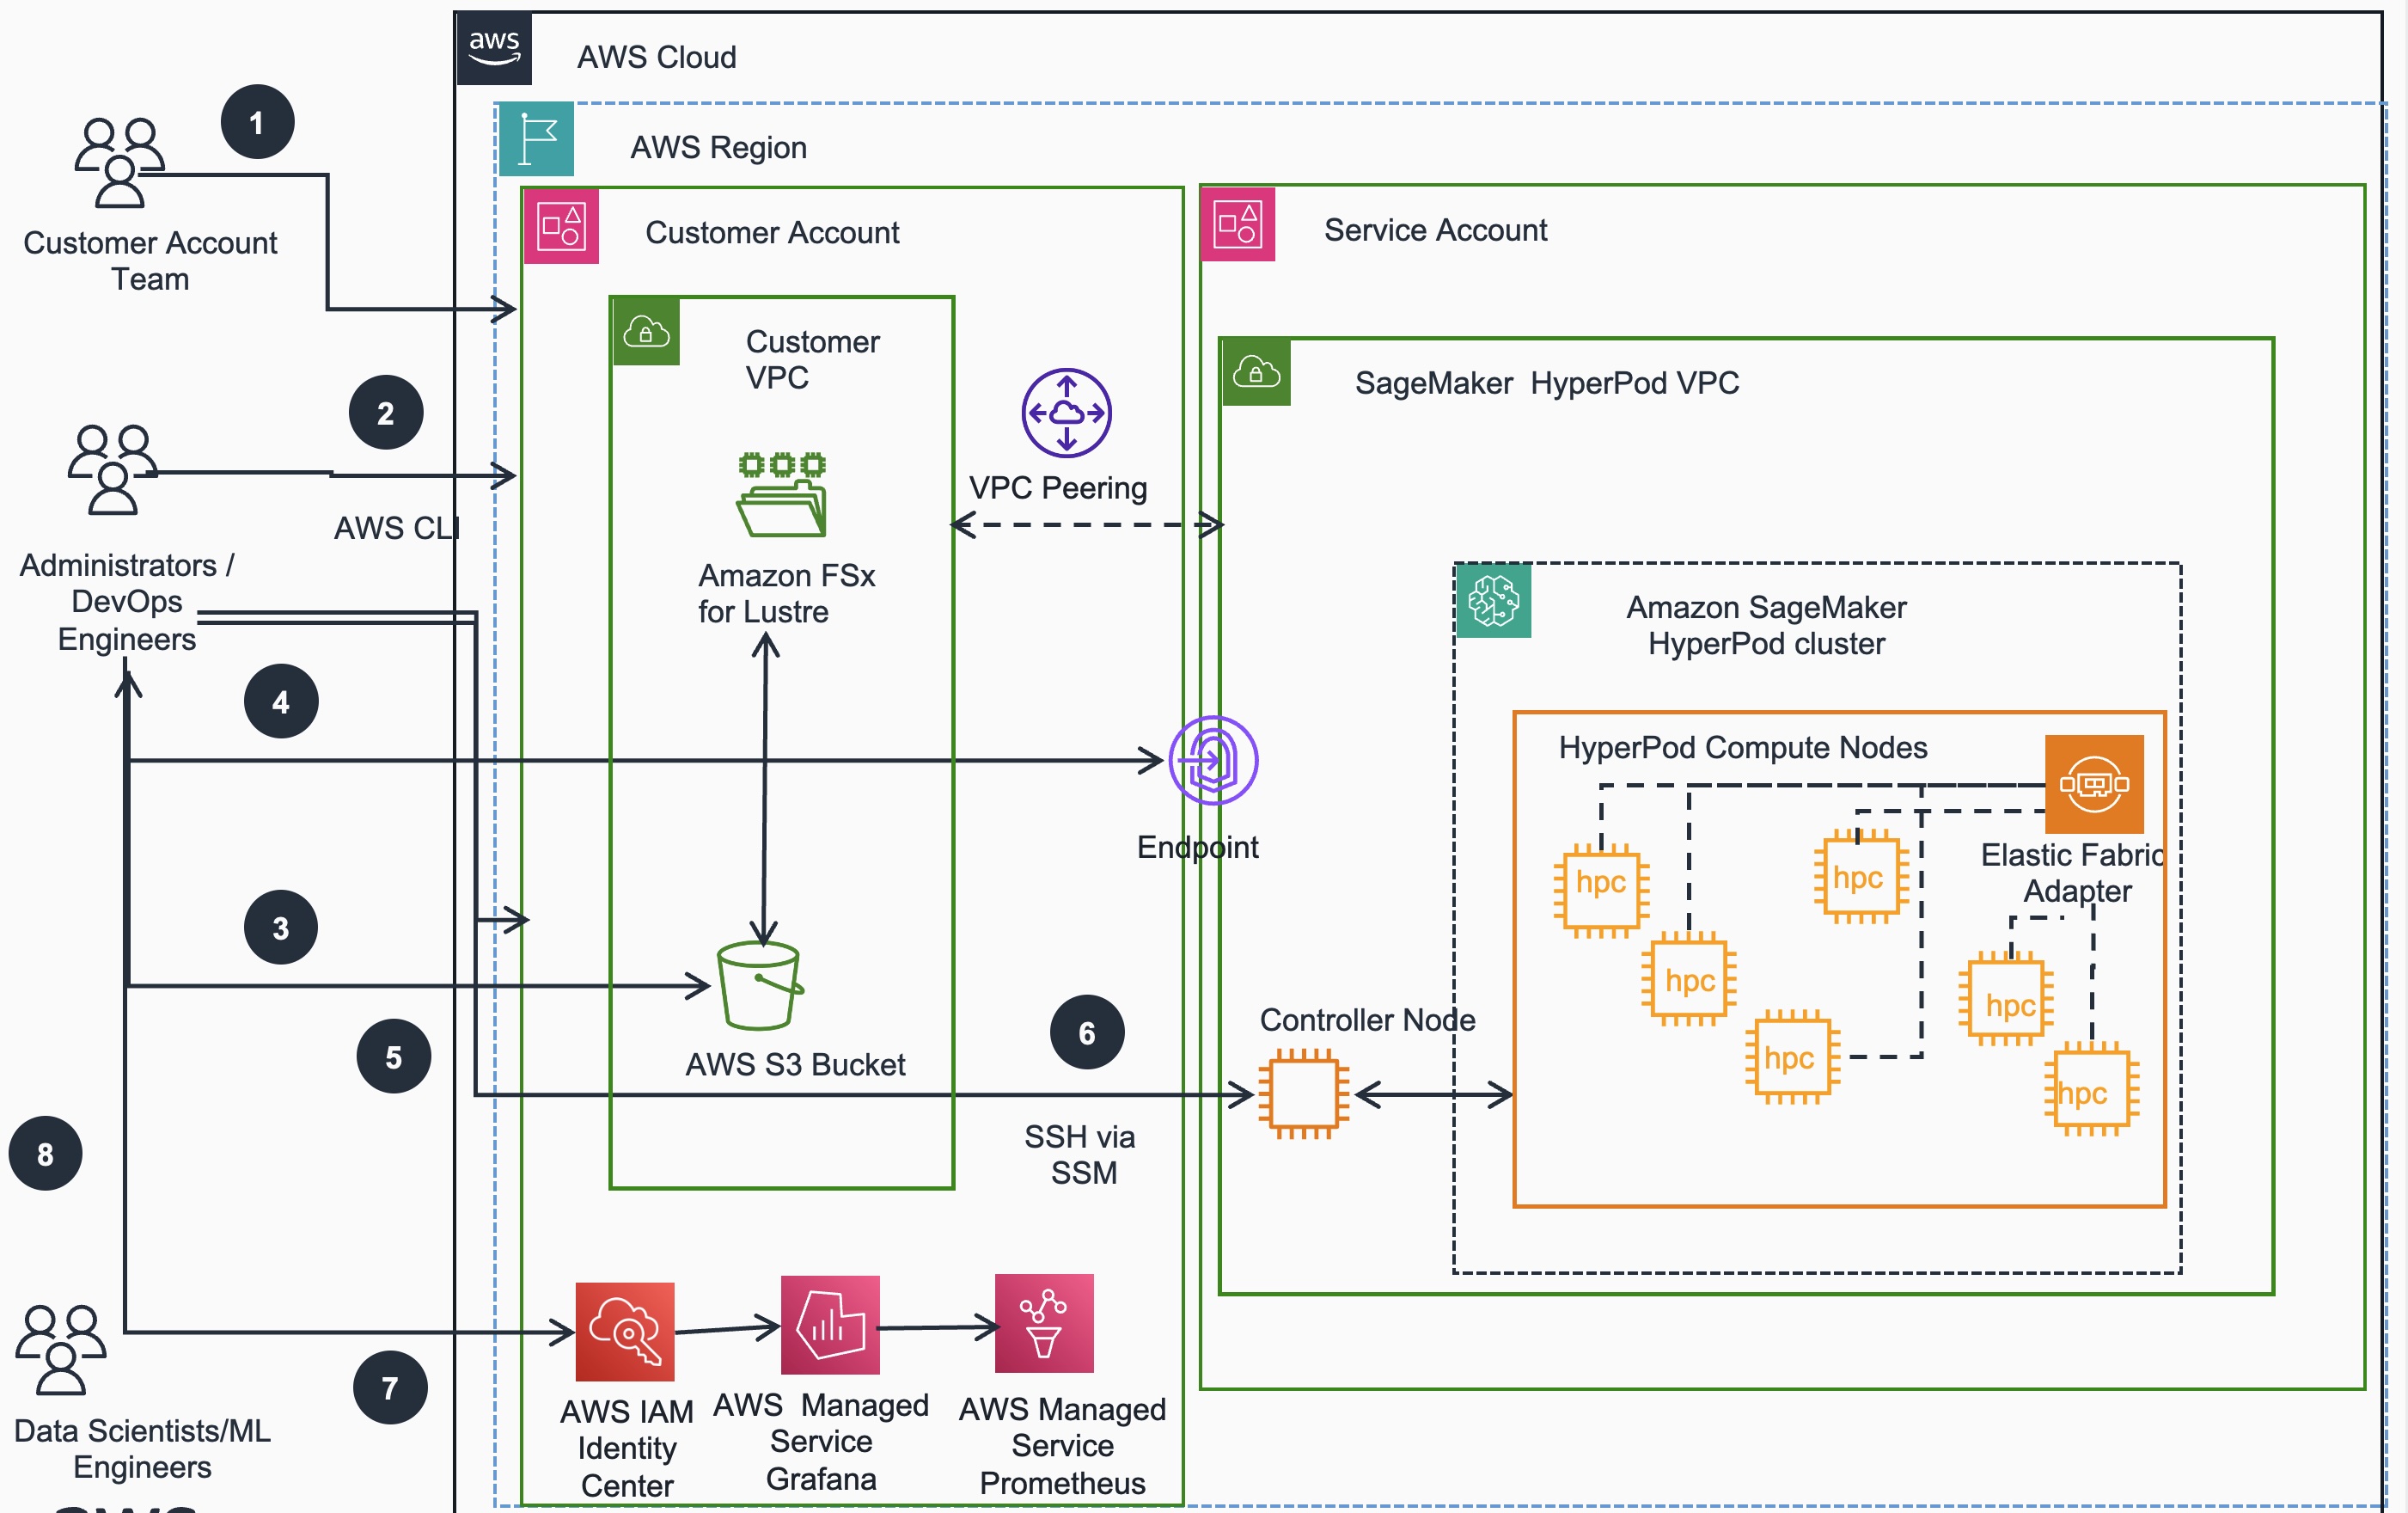 aws
AWS Cloud
AWS Region
1
Customer Account
Team
Customer Account
Service Account
Customer
VPC
2
AWS CLI
Administrators /
DevOps
Engineers
VPC Peering
SageMaker  HyperPod VPC
Amazon FSx
for Lustre
Amazon SageMaker
HyperPod cluster
4
Endpoint
HyperPod Compute Nodes
Elastic Fabric
Adapter
hpc
hpc
hpc
hpc
hpc
hpc
3
AWS S3 Bucket
5
6
Controller Node
SSH via
SSM
8
7
Data Scientists/ML
Engineers
AWS IAM
Identity
Center
AWS  Managed
Service
Grafana
AWS Managed
Service
Prometheus
aws